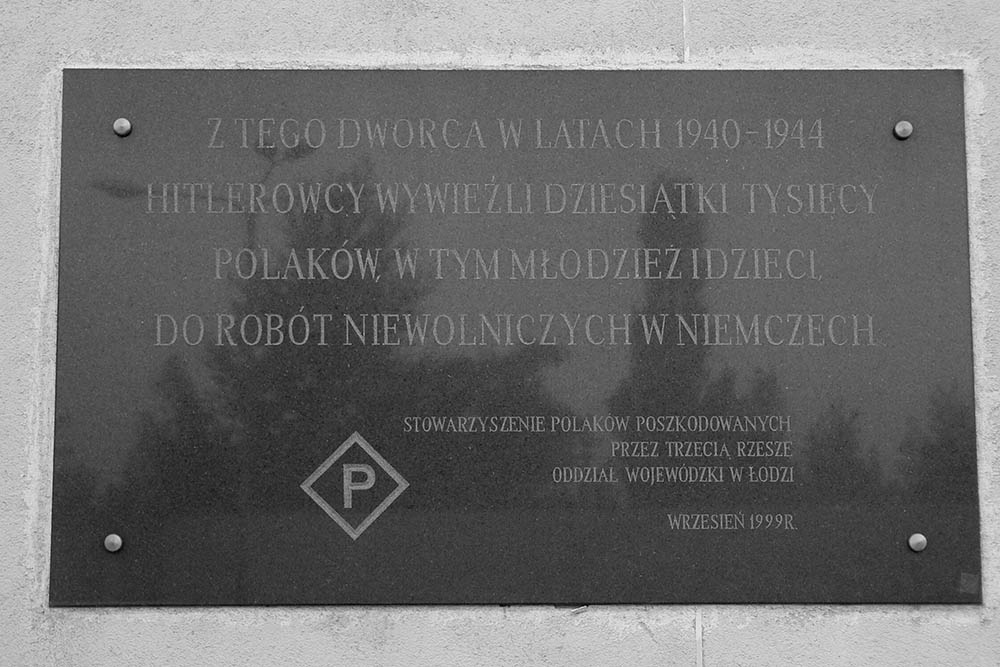 Z TEGO DWORCA W LATACH 1940-1944
HITLEROWCY WYWIEŹLI DZIESIĄTKI TYSIĘCY
POLAKÓW, W TYM MŁODZIEŻ I DZIECI,
DO ROBÓT NIEWOLNICZYCH W NIEMCZECH.
STOWARZYSZENIE POLAKÓW POSZKODOWANYCH
PRZEZ TRZECIĄ RZESZE
ODDZIAŁ WOJEWÓDZKI W ŁODZI
P
WRZESIEŃ 1999R.